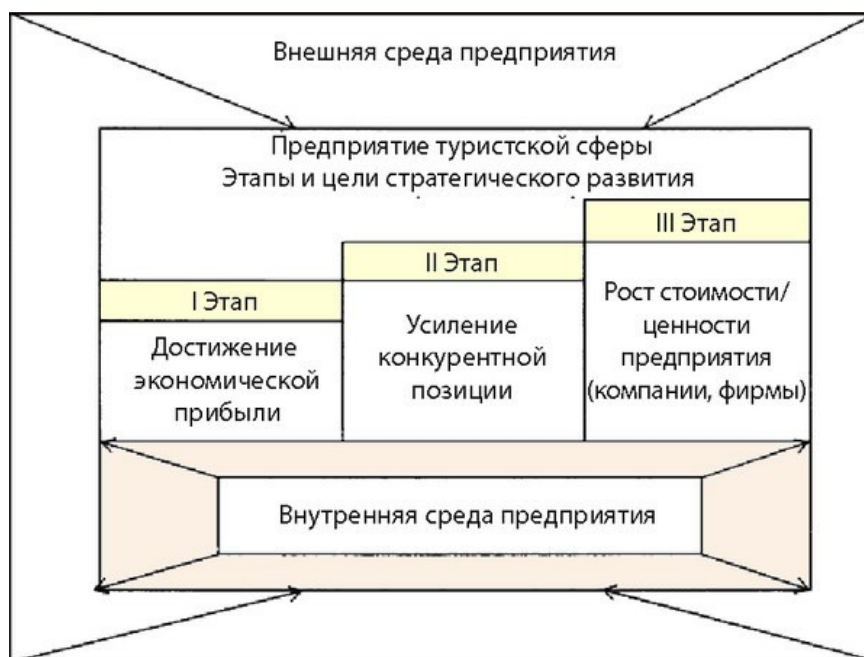 Внешняя среда предприятия
Предприятие туристской сферы
Этапы и цели стратегического развития
I Этап
Достижение
экономической
прибыли
II Этап
Усиление
конкурентной
позиции
III Этап
Рост стоимости/
ценности
предприятия
(компании, фирмы)
Внутренняя среда предприятия